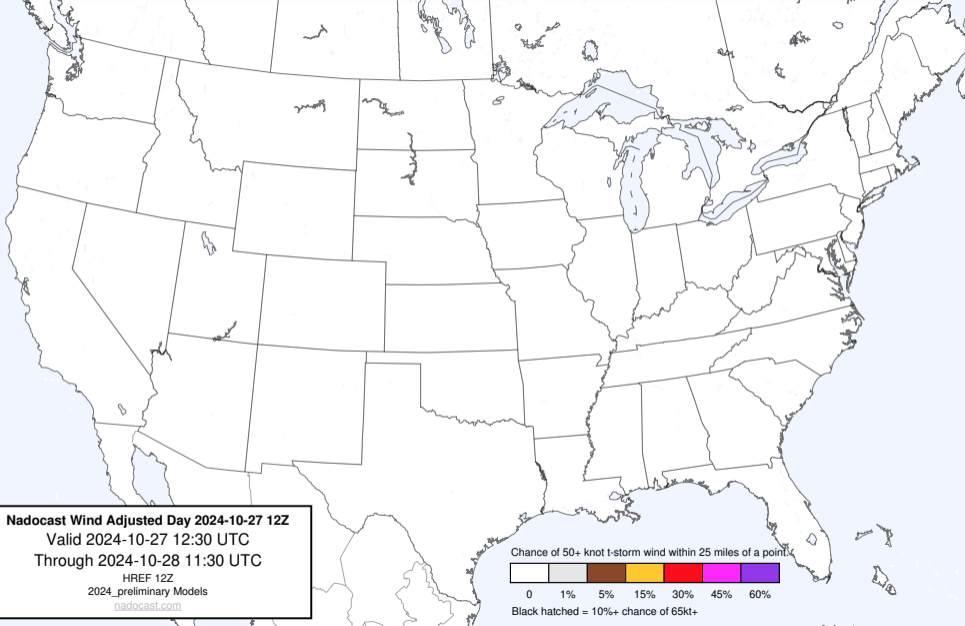 Nadocast Wind Adjusted Day 2024-10-27 12Z
Valid 2024-10-27 12:30 UTC
Through 2024-10-28 11:30 UTC
HREF 12Z
2024_preliminary Models
nadocast.com
Chance of 50+ knot t-storm wind within 25 miles of a point.
0 1% 5% 15% 30% 45% 60%
Black hatched = 10%+ chance of 65kt+